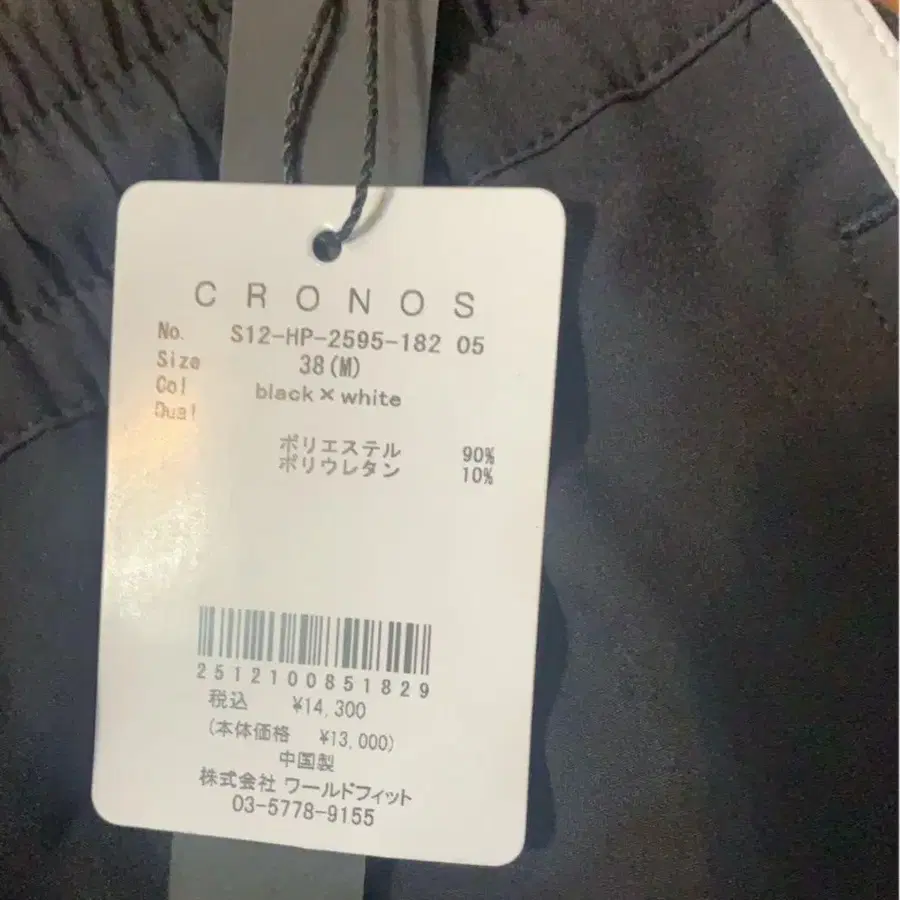 CRONOS
No. S12-HP-2595-182 05
Size 38(M)
Col black×white
Qual
ポリエステル 90%
ポリウレタン 10%
2512100851829
税込 ¥14,300
(本体価格 ¥13,000)
中国製
株式会社 ワールドフィット
03-5778-9155